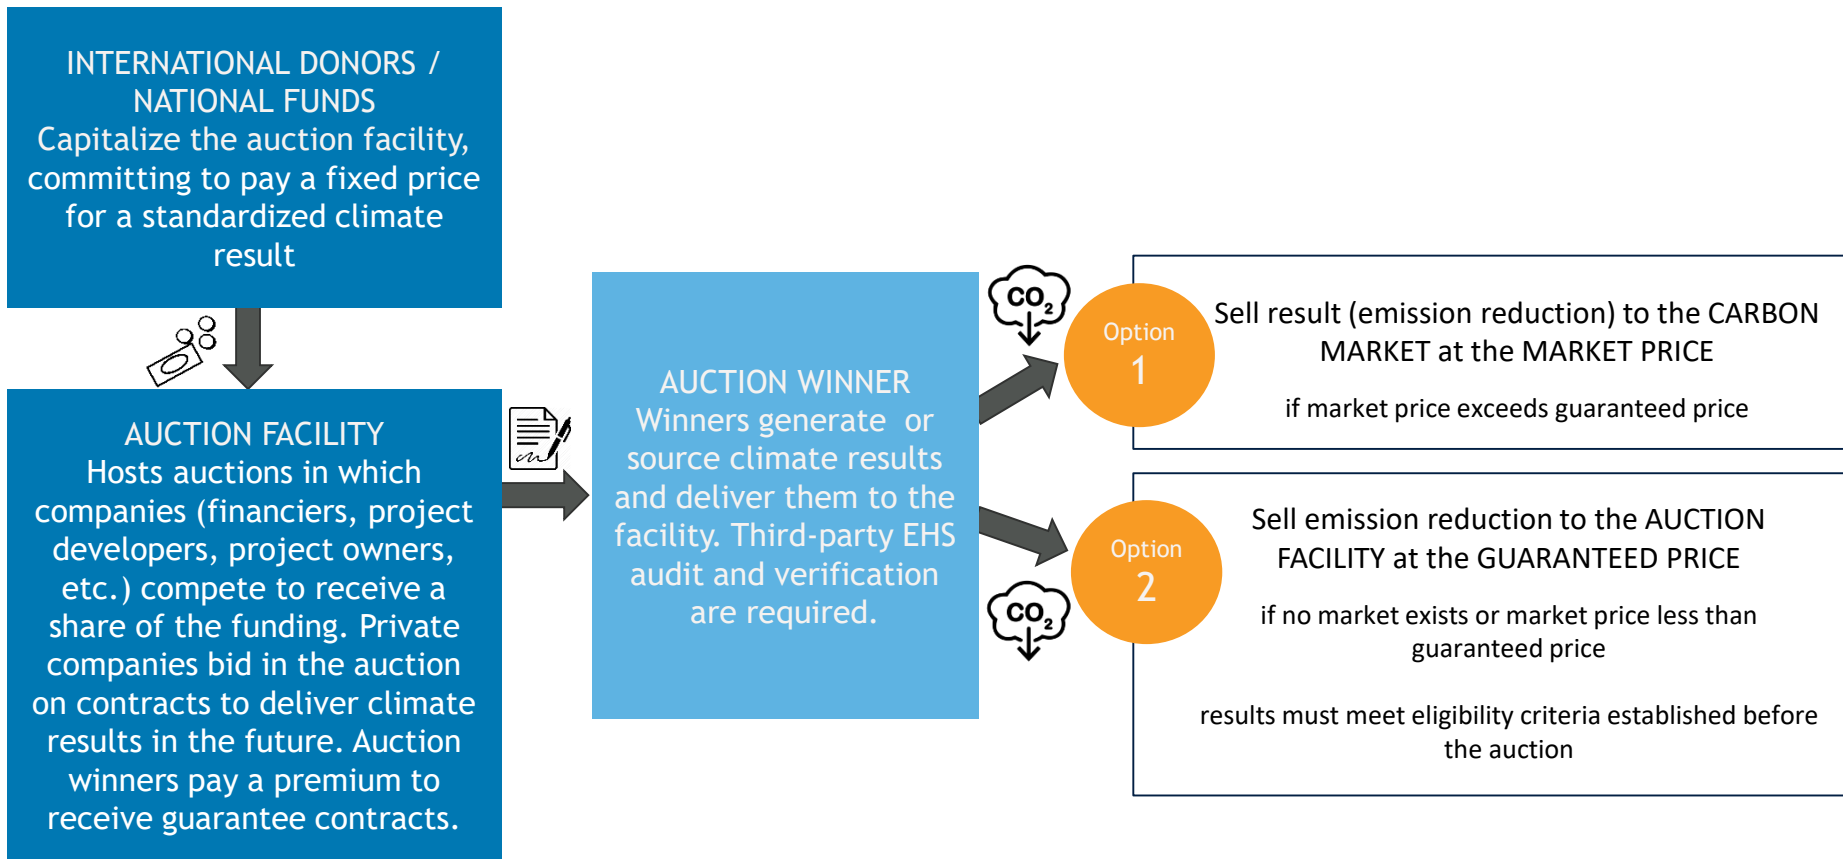 INTERNATIONAL DONORS /
NATIONAL FUNDS
Capitalize the auction facility,
committing to pay a fixed price
for a standardized climate
result
AUCTION FACILITY
Hosts auctions in which
companies (financiers, project
developers, project owners,
etc.) compete to receive a
share of the funding. Private
companies bid in the auction
on contracts to deliver climate
results in the future. Auction
winners pay a premium to
receive guarantee contracts.
AUCTION WINNER
Winners generate or
source climate results
and deliver them to the
facility. Third-party EHS
audit and verification
are required.
CO2
Option
1
Sell result (emission reduction) to the CARBON
MARKET at the MARKET PRICE
if market price exceeds guaranteed price
CO2
Option
2
Sell emission reduction to the AUCTION
FACILITY at the GUARANTEED PRICE
if no market exists or market price less than
guaranteed price
results must meet eligibility criteria established before
the auction